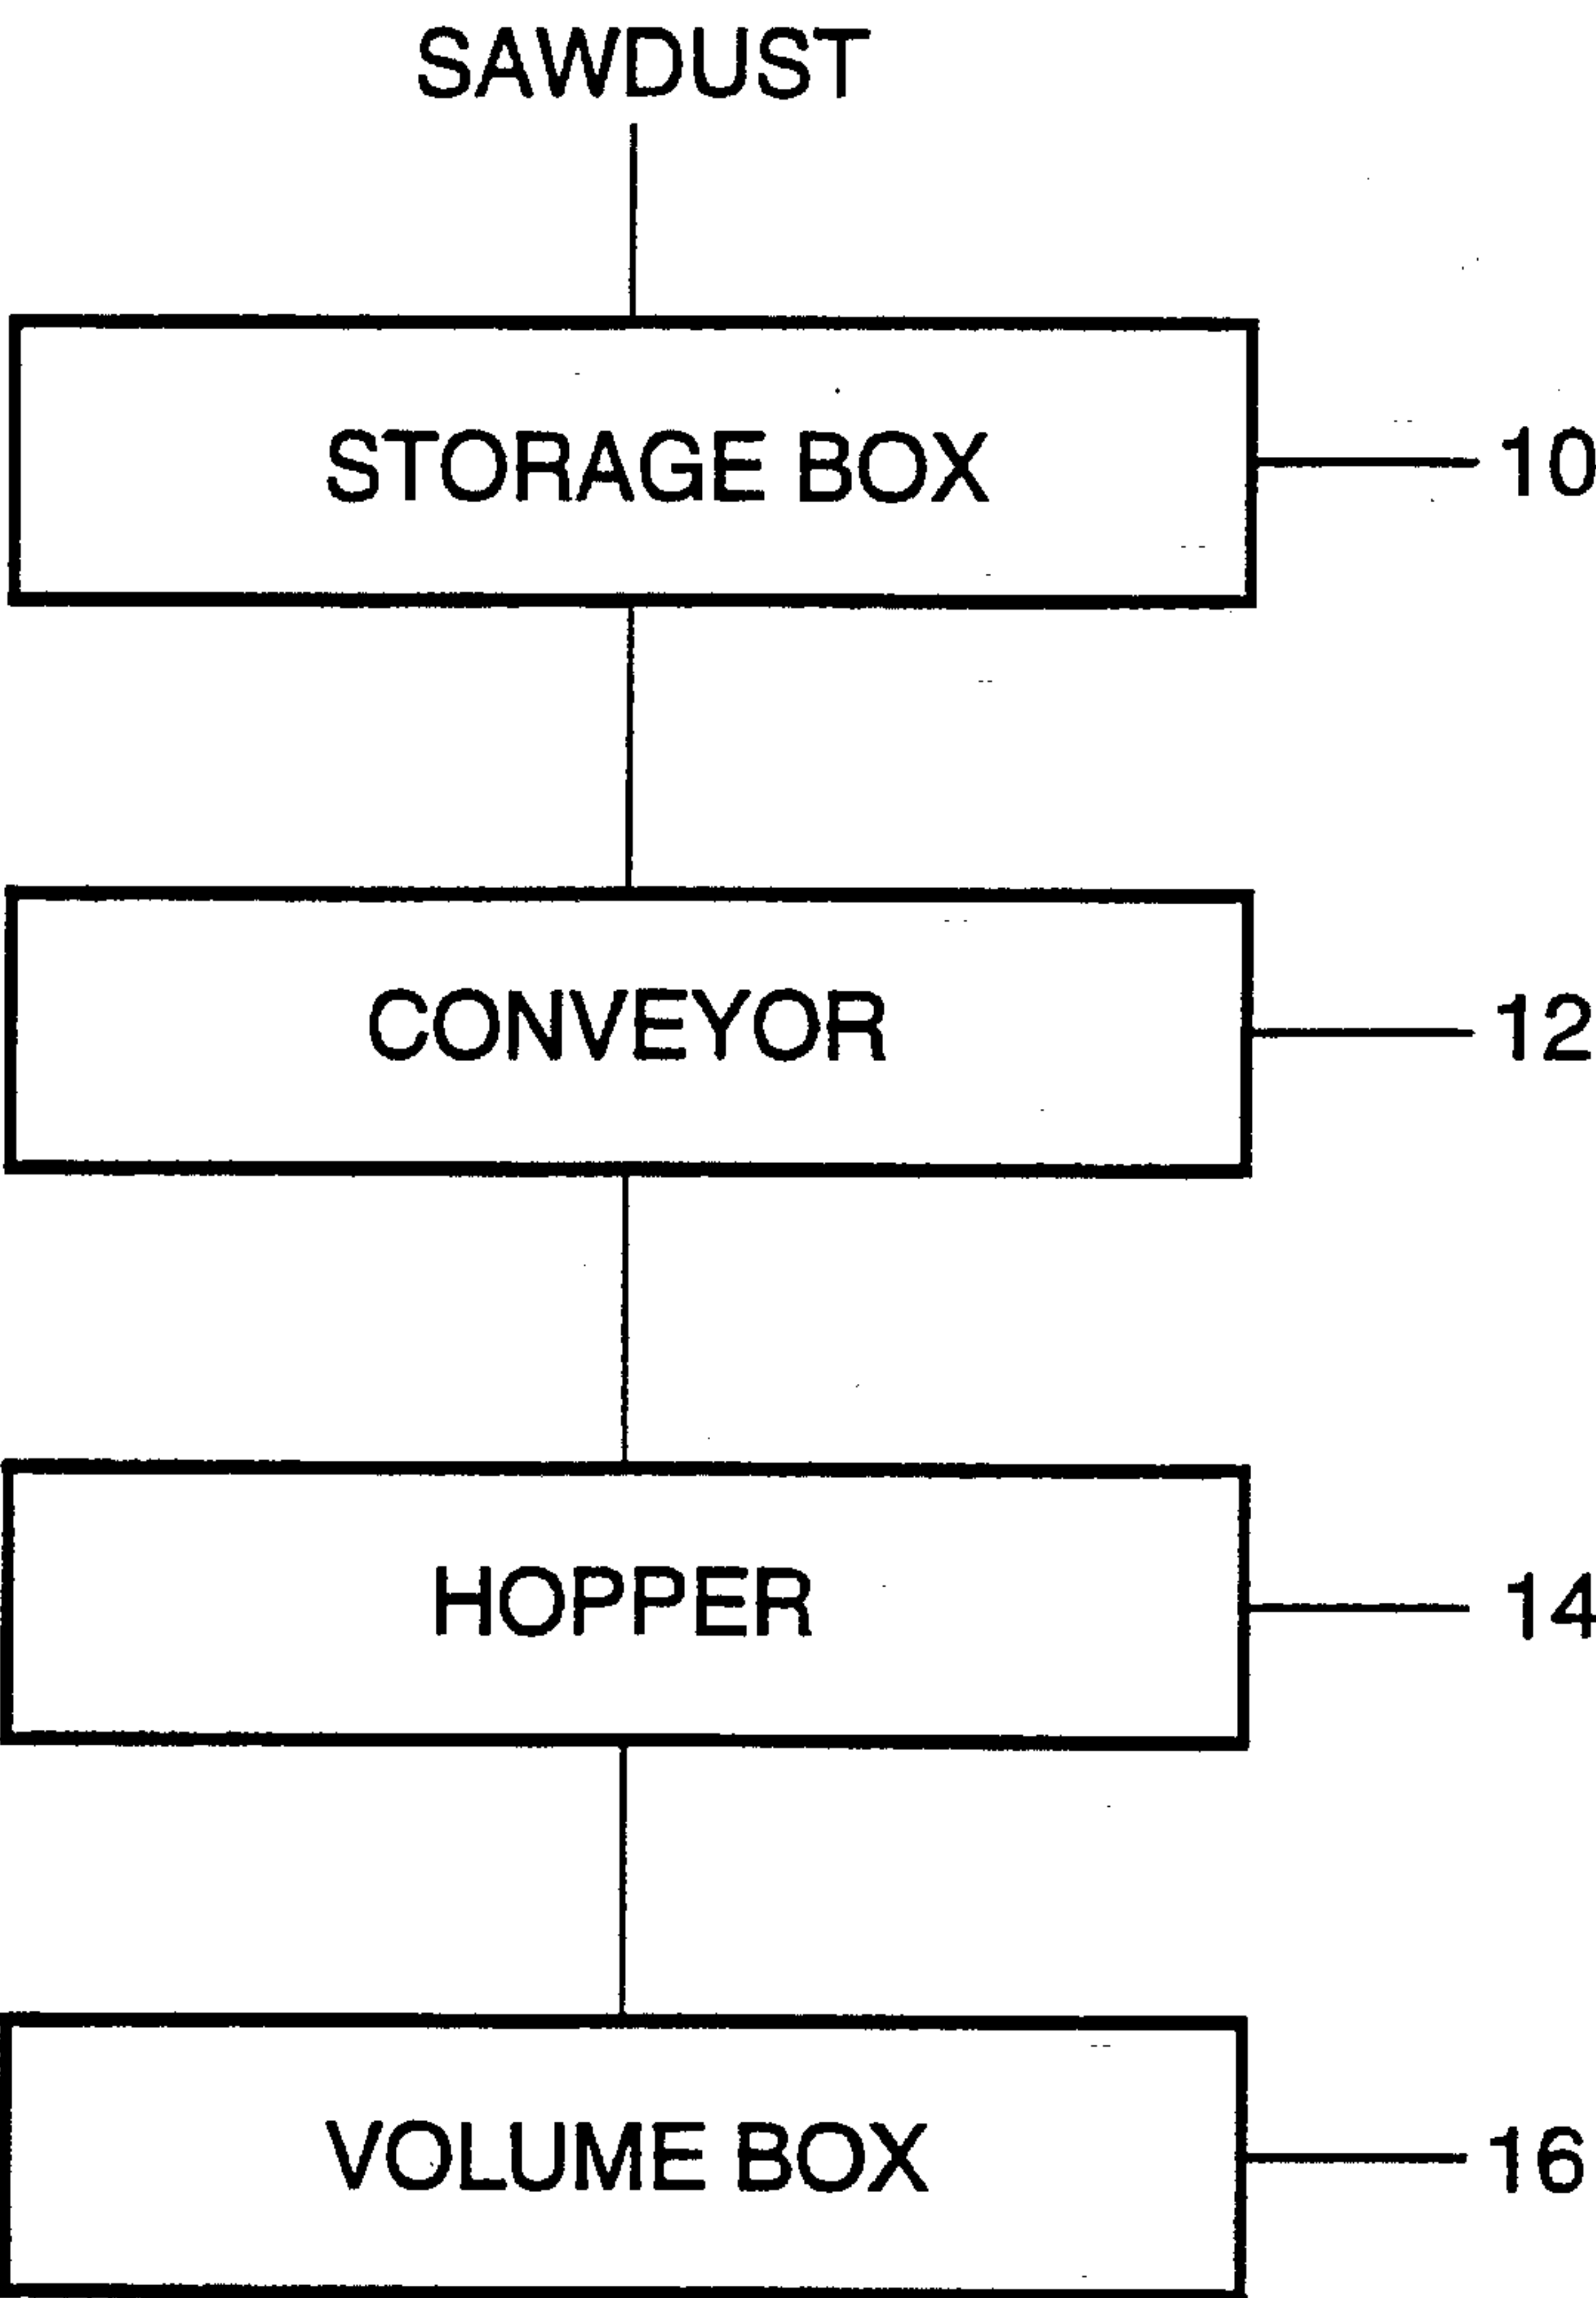 SAWDUST
STORAGE BOX 10
CONVEYOR 12
HOPPER 14
VOLUME BOX 16